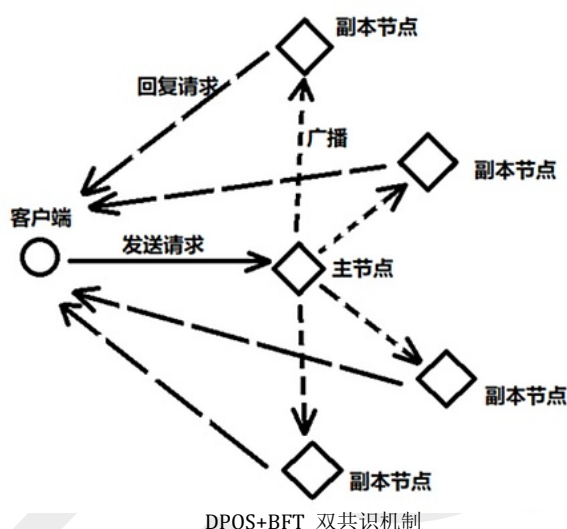 副本节点
回复请求
广播
副本节点
客户端
发送请求
主节点
副本节点
副本节点
DPOS+BFT 双共识机制